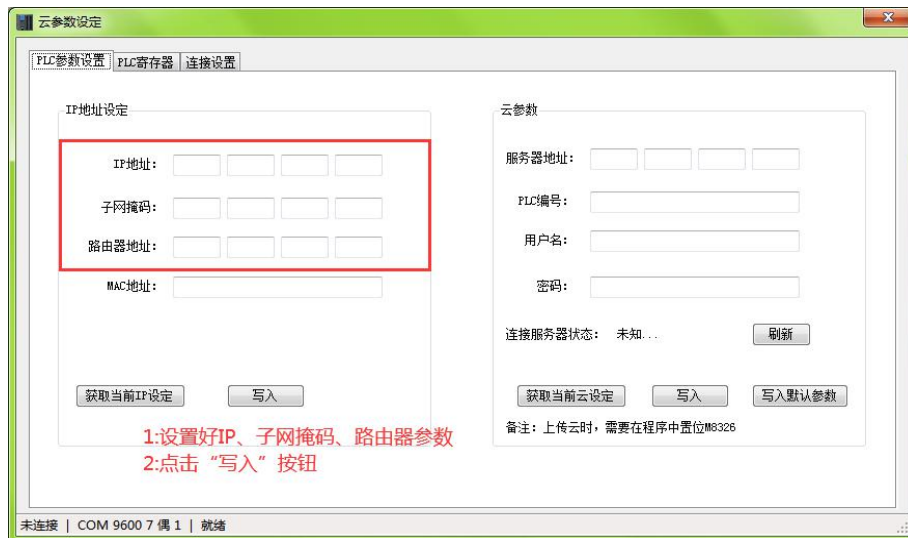 云参数设定
PLC参数设置 PLC寄存器 连接设置
IP地址设定
IP地址:
子网掩码:
路由器地址:
MAC地址:
获取当前IP设定 写入
1:设置好IP、子网掩码、路由器参数
2:点击“写入”按钮
云参数
服务器地址:
PLC编号:
用户名:
密码:
连接服务器状态: 未知... 刷新
获取当前云设定 写入 写入默认参数
备注: 上传云时, 需要在程序中置位M8326
未连接 | COM 9600 7 偶 1 | 就绪